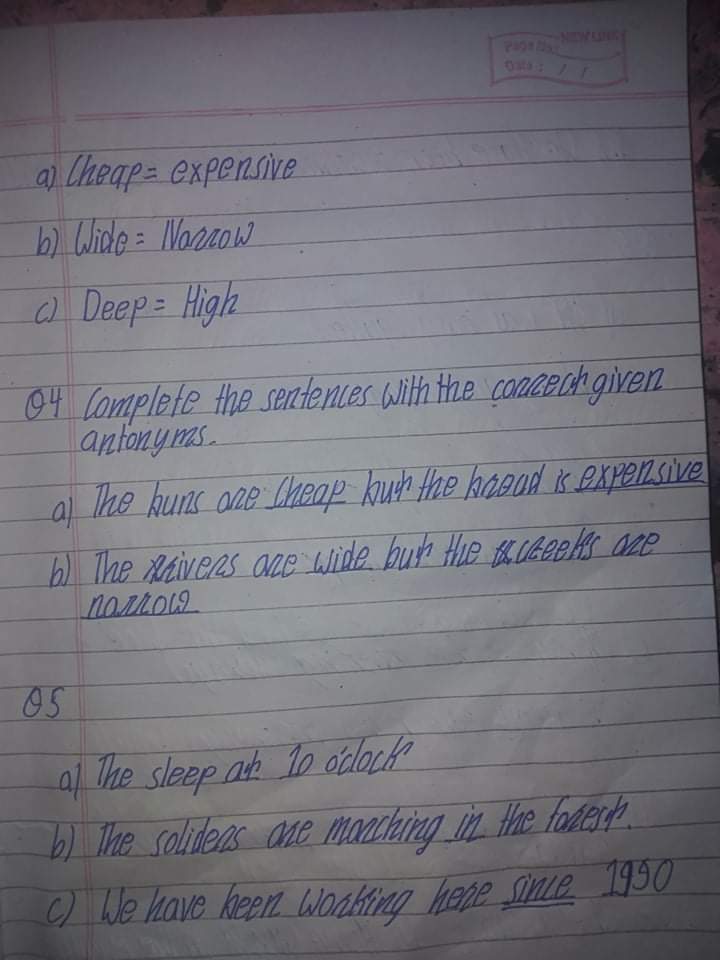 NEWLINE
Page No:
Date : / /
a) Cheap = expensive
b) Wide = Narrow
c) Deep = High
Q4 Complete the sentences with the correct given
antonyms.
a) The buns are Cheap but the bread is expensive
b) The rivers are wide but the creeks are
narrow
Q5
a) The sleep at 10 o'clock
b) The soliders are marching in the forest.
c) We have been working here since 1990